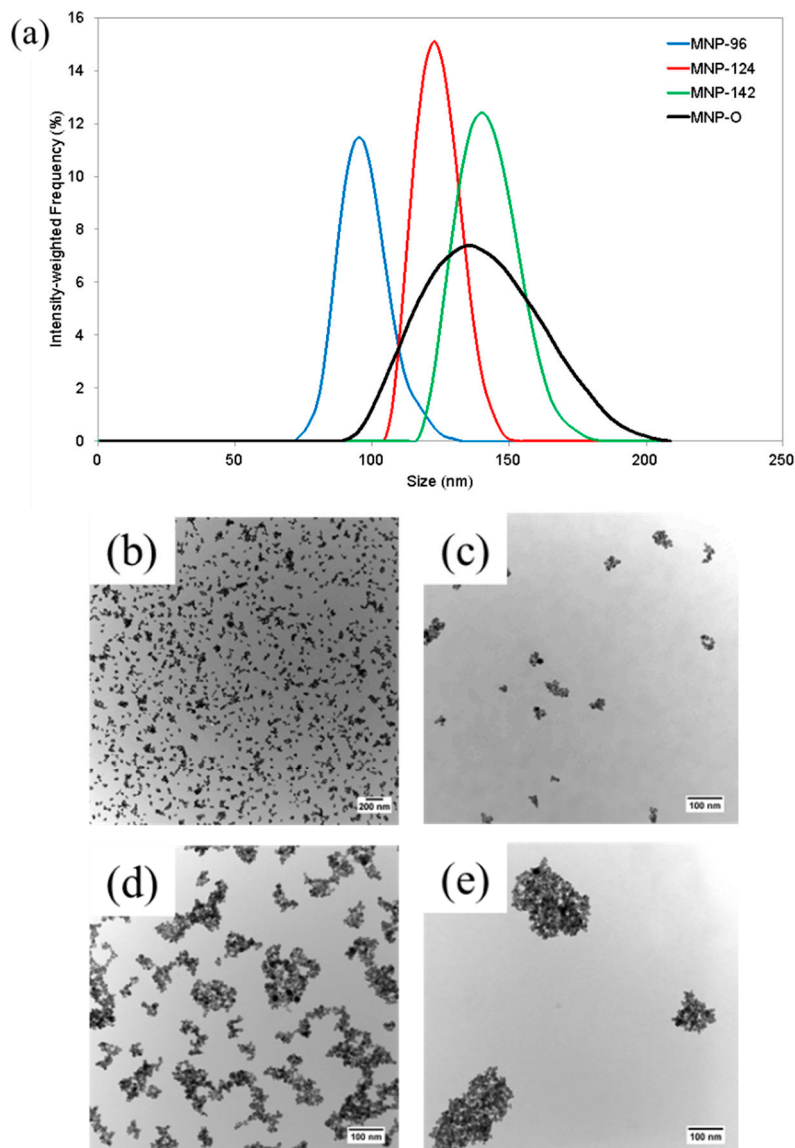 (a)
16
14
12
10
8
6
4
2
0
Intensity-weighted Frequency (%)
MNP-96
MNP-124
MNP-142
MNP-O
0
50
100
150
200
250
Size (nm)
(b)
200 nm
(c)
100 nm
(d)
100 nm
(e)
100 nm